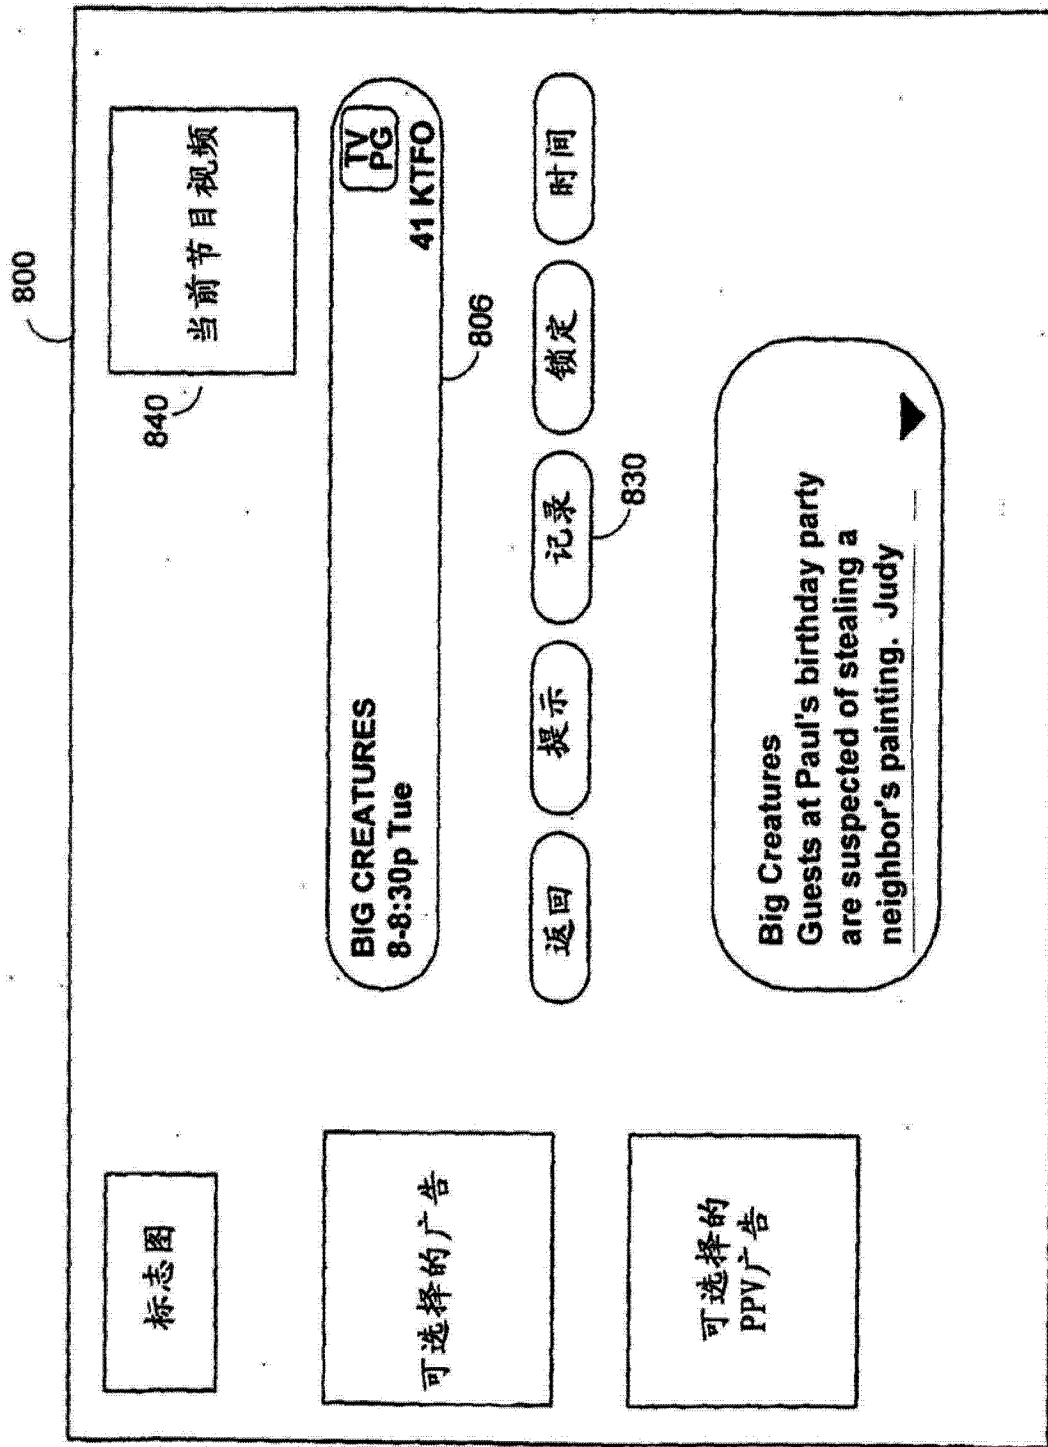 800
标志图
840
当前节目视频
BIG CREATURES
8-8:30p Tue
TV
PG
41 KTFO
806
可选择的广告
返回
提示
记录
锁定
时间
830
可选择的
PPV广告
Big Creatures
Guests at Paul's birthday party
are suspected of stealing a
neighbor's painting. Judy